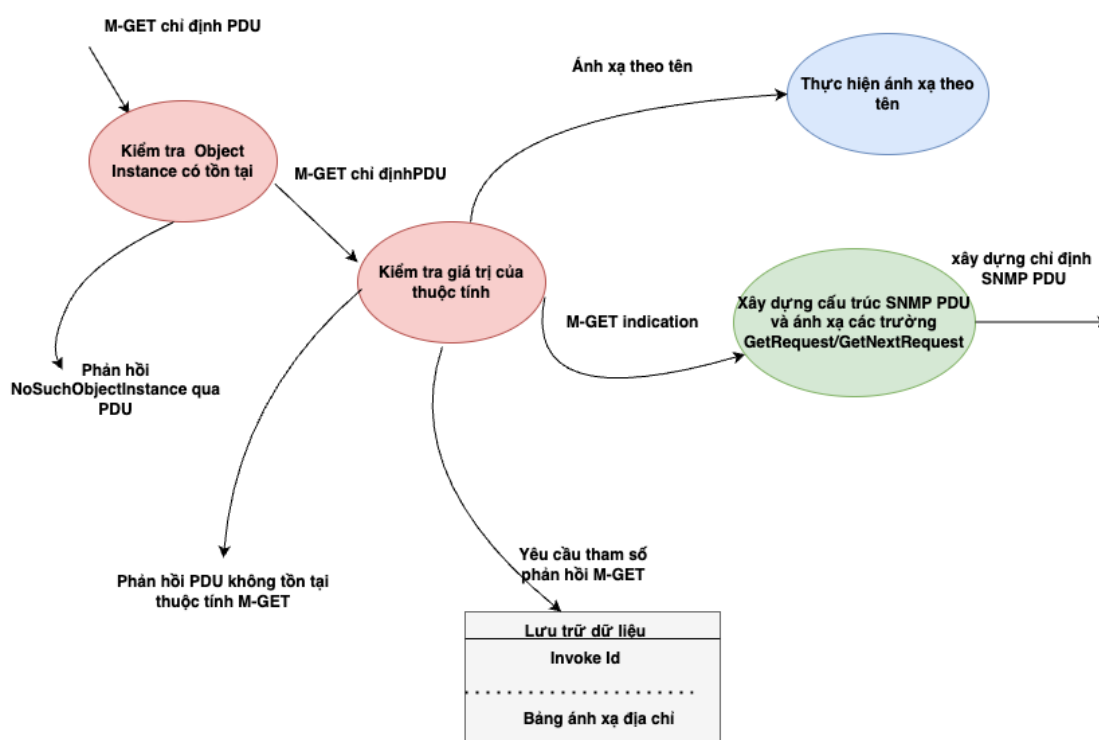 M-GET chỉ định PDU
Ánh xạ theo tên
Thực hiện ánh xạ theo
tên
Kiểm tra Object
Instance có tồn tại
M-GET chỉ địnhPDU
Kiểm tra giá trị của
thuộc tính
xây dựng chỉ định
SNMP PDU
Xây dựng cấu trúc SNMP PDU
và ánh xạ các trường
GetRequest/GetNextRequest
M-GET indication
Phản hồi
NoSuchObjectInstance qua
PDU
Phản hồi PDU không tồn tại
thuộc tính M-GET
Yêu cầu tham số
phản hồi M-GET
Lưu trữ dữ liệu
Invoke Id
Bảng ánh xạ địa chỉ